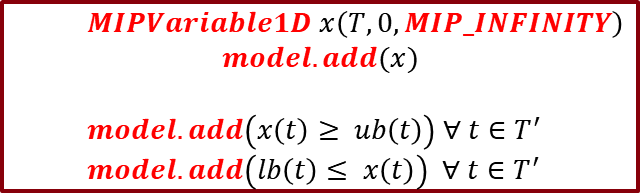 MIPVariable1D x(T, 0, MIP_INFINITY)
model.add(x)
model.add(x(t) ≥ ub(t)) ∀ t ∈ T′
model.add(lb(t) ≤ x(t)) ∀ t ∈ T′